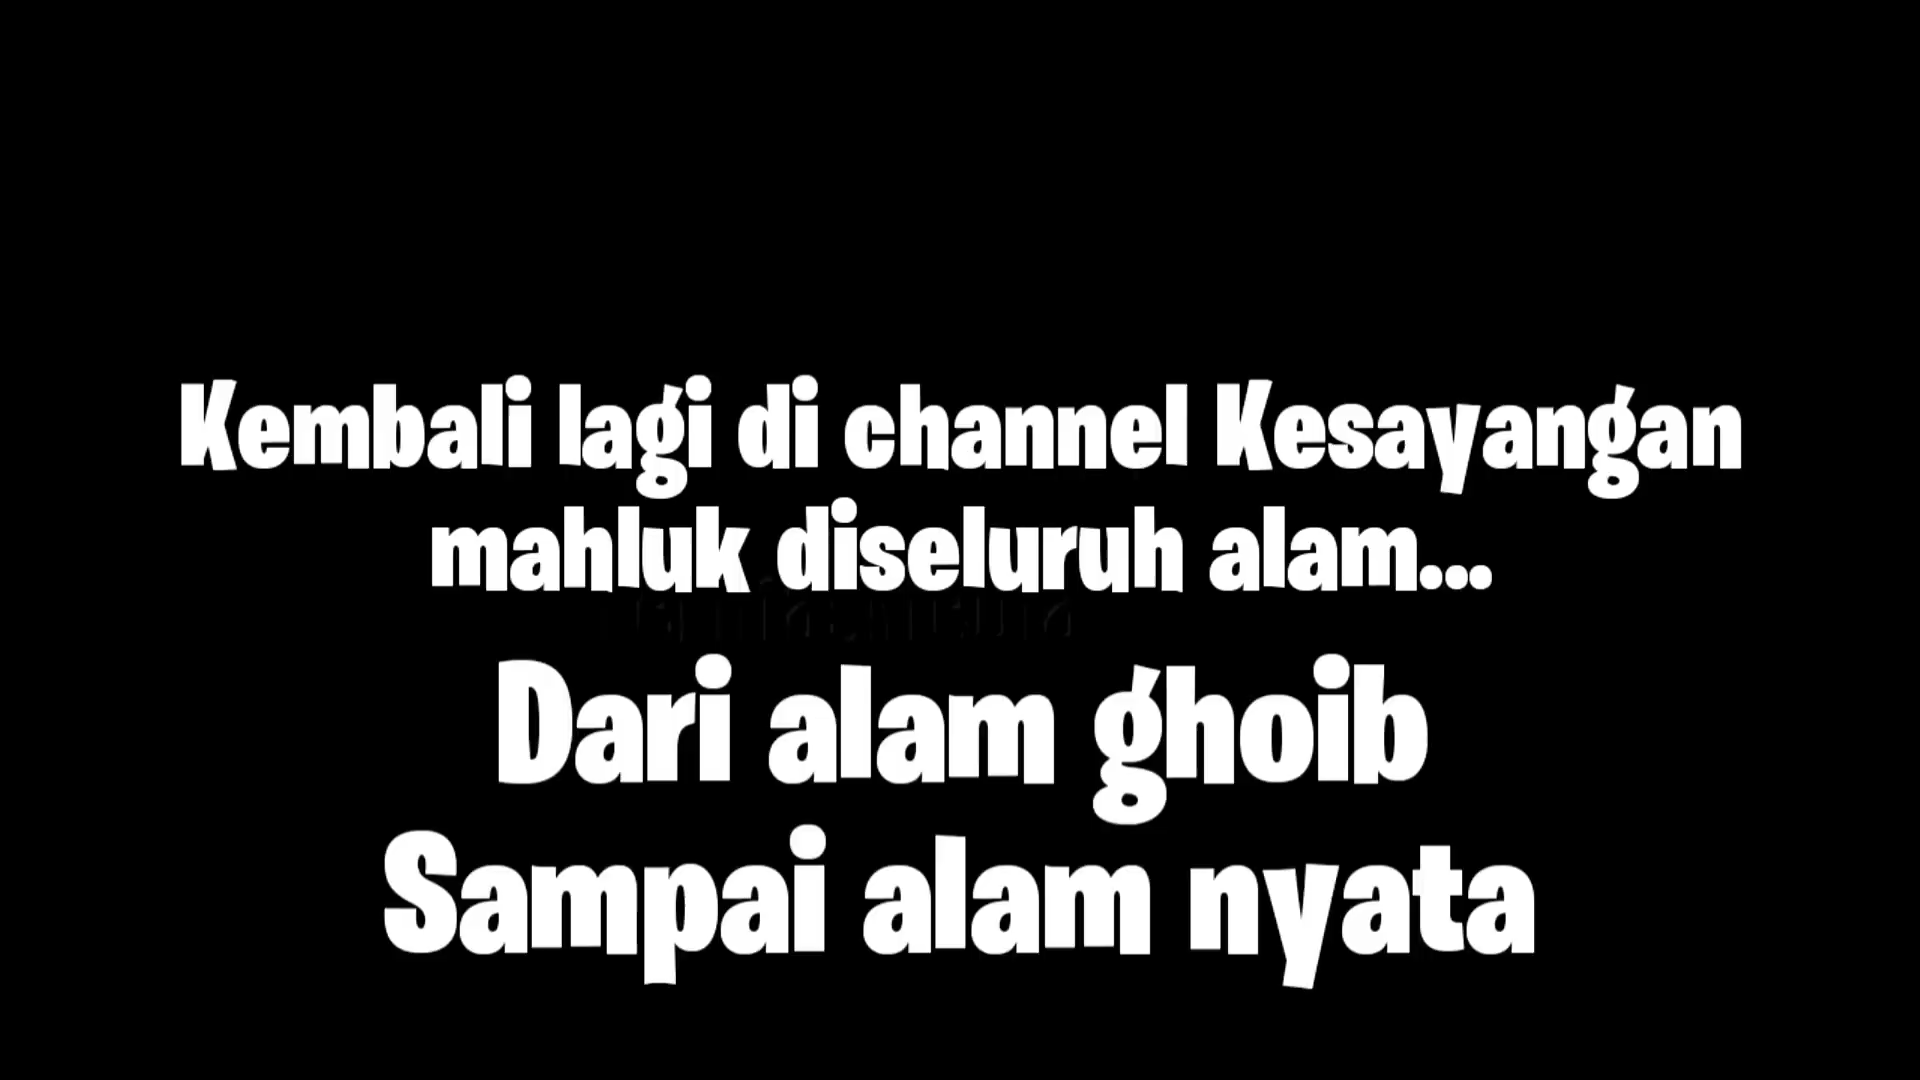 Kembali lagi di channel Kesayangan
mahluk diseluruh alam...
Dari alam ghoib
Sampai alam nyata